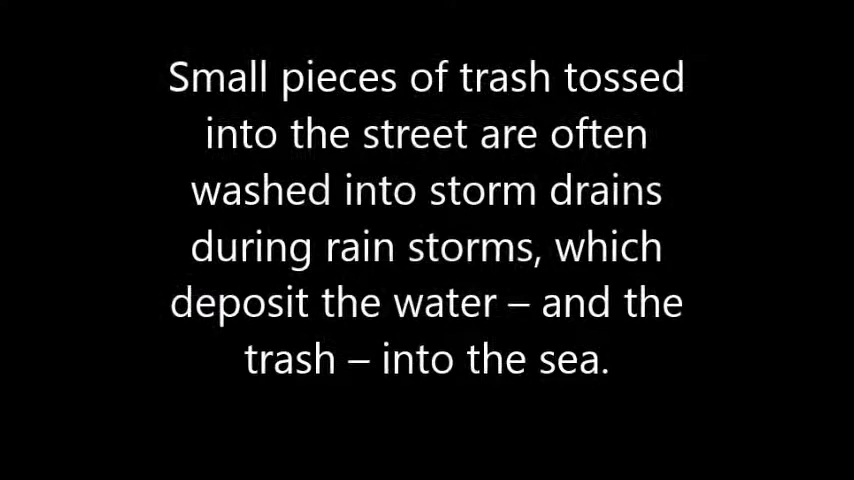 Small pieces of trash tossed
into the street are often
washed into storm drains
during rain storms, which
deposit the water – and the
trash – into the sea.